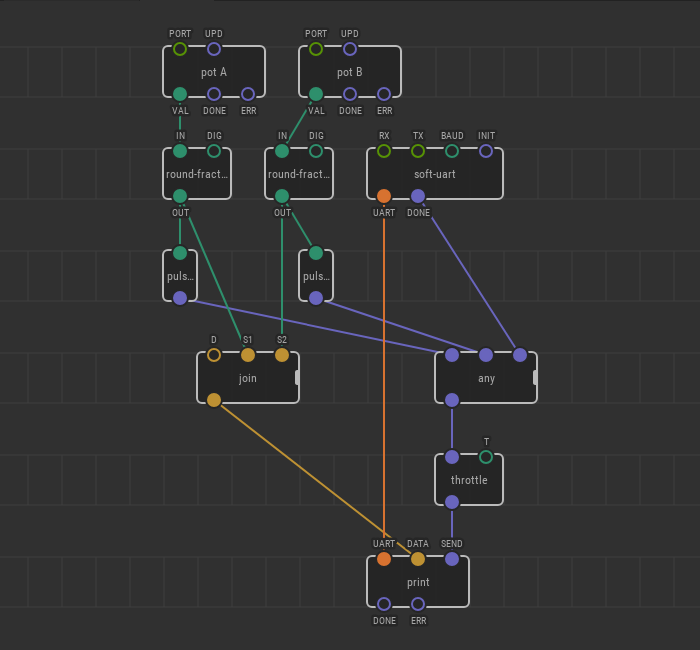 PORT UPD PORT UPD
pot A pot B
VAL DONE ERR VAL DONE ERR
IN DIG IN DIG RX TX BAUD INIT
round-fract... round-fract... soft-uart
OUT OUT UART DONE
puls... puls...
D S1 S2
join any
T
throttle
UART DATA SEND
print
DONE ERR